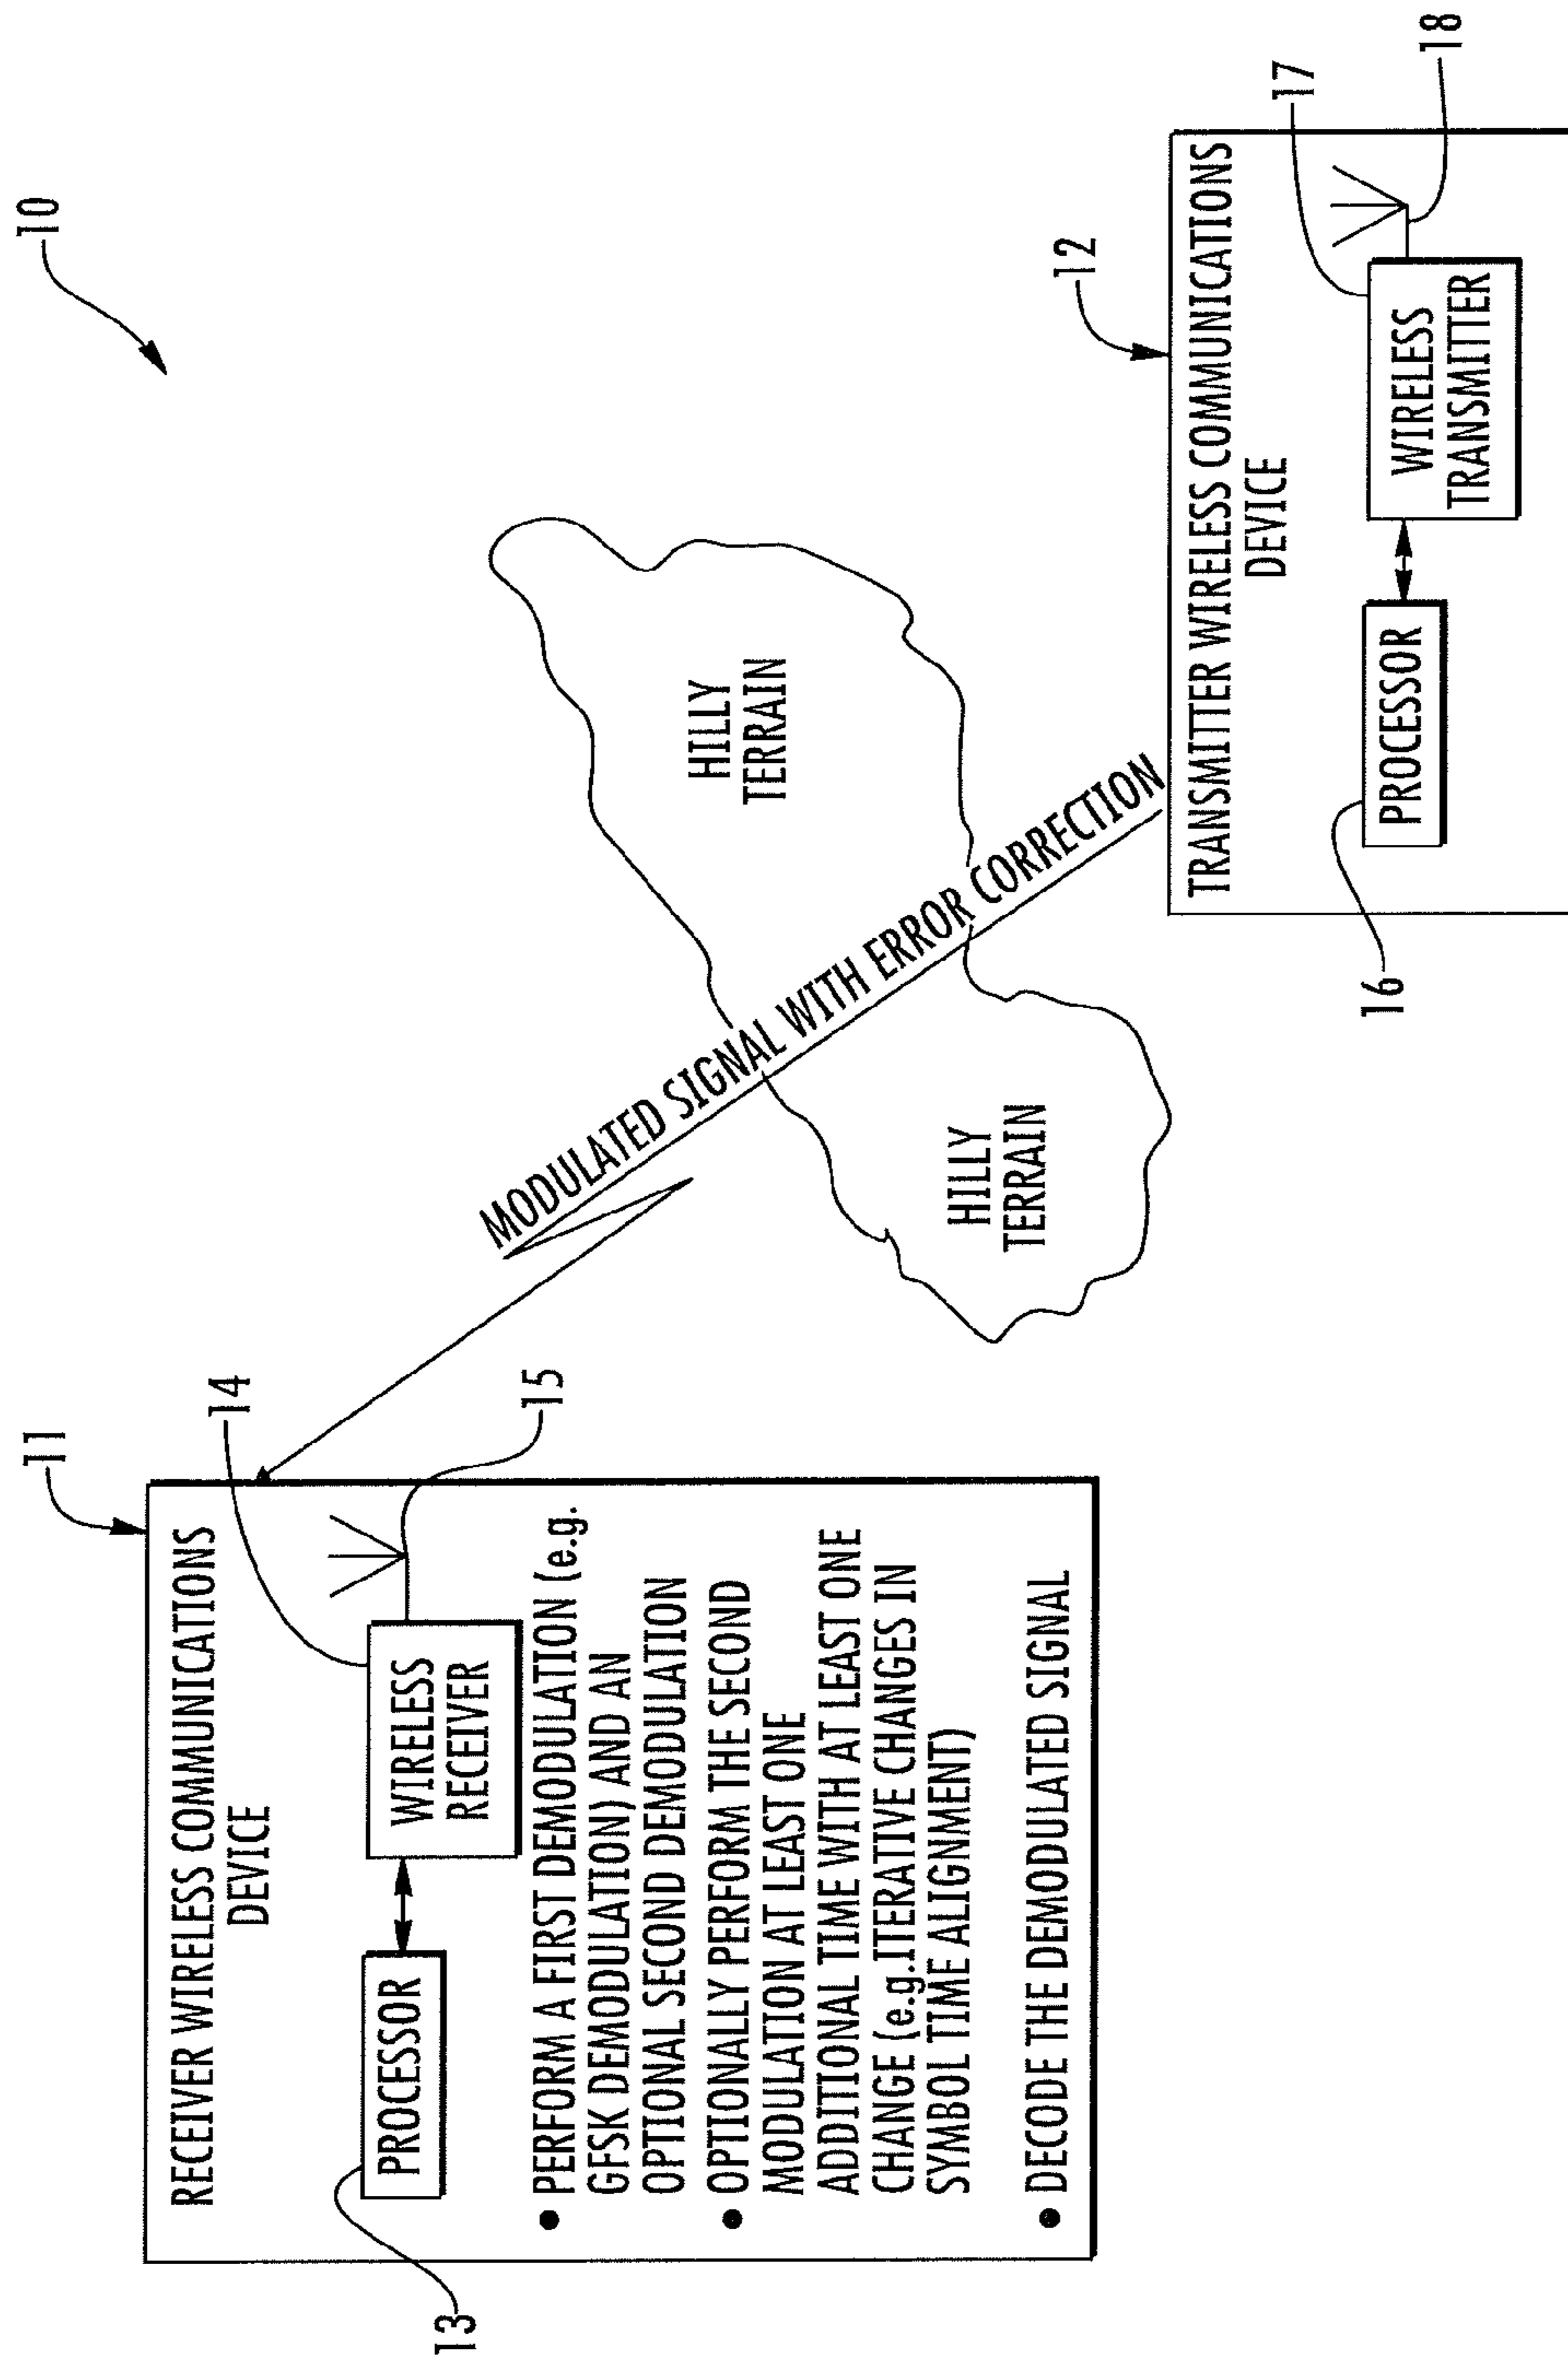 10
11
RECEIVER WIRELESS COMMUNICATIONS
DEVICE
14
PROCESSOR
WIRELESS
RECEIVER
13
15
• PERFORM A FIRST DEMODULATION (e.g.
GFSK DEMODULATION) AND AN
OPTIONAL SECOND DEMODULATION
• OPTIONALLY PERFORM THE SECOND
MODULATION AT LEAST ONE
ADDITIONAL TIME WITH AT LEAST ONE
CHANGE (e.g.ITERATIVE CHANGES IN
SYMBOL TIME ALIGNMENT)
• DECODE THE DEMODULATED SIGNAL
MODULATED SIGNAL WITH ERROR CORRECTION
HILLY
TERRAIN
HILLY
TERRAIN
12
TRANSMITTER WIRELESS COMMUNICATIONS
DEVICE
17
PROCESSOR
WIRELESS
TRANSMITTER
16
18